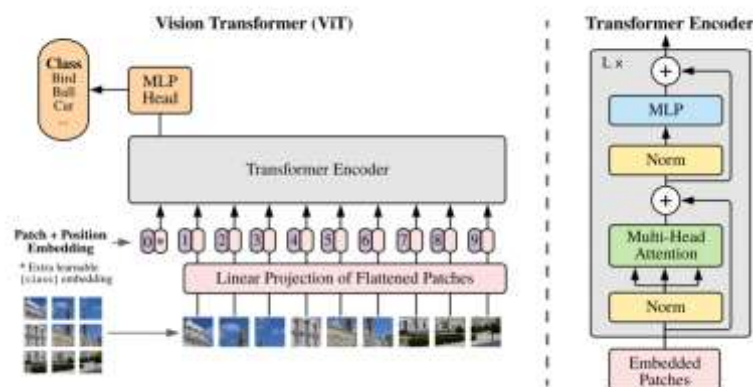 Vision Transformer (ViT)
Class
Bird
Ball
Car
...
MLP
Head
Transformer Encoder
Patch + Position
Embedding
0 * 1 2 3 4 5 6 7 8 9
* Extra learnable
[class] embedding
Linear Projection of Flattened Patches
Transformer Encoder
L x
+
MLP
Norm
+
Multi-Head
Attention
Norm
Embedded
Patches